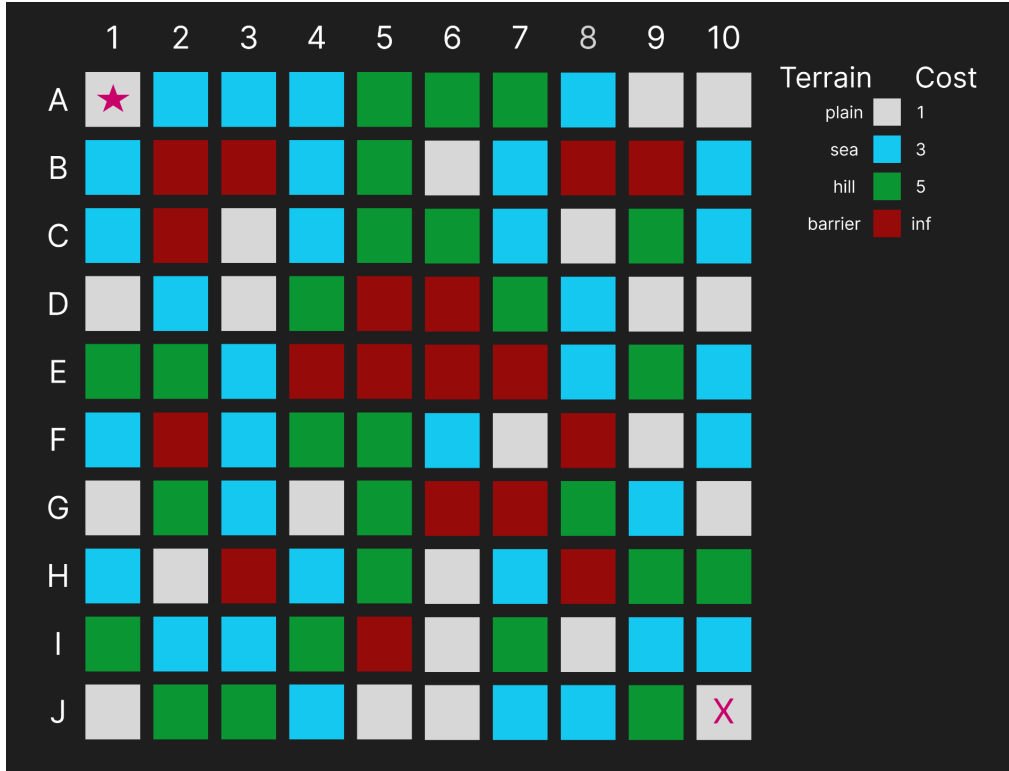 1 2 3 4 5 6 7 8 9 10
Terrain Cost
A ★
plain 1
B
sea 3
hill 5
C
barrier inf
D
E
F
G
H
I
J X